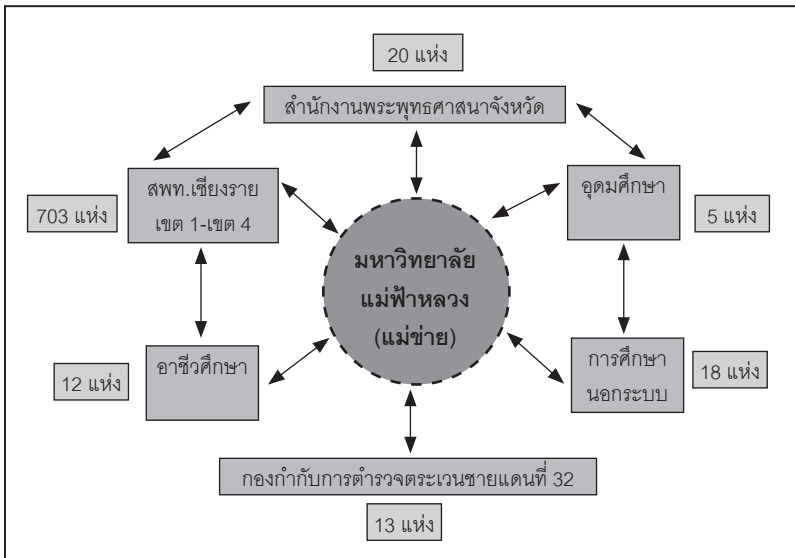 20 แห่ง
สำนักงานพระพุทธศาสนาจังหวัด
สพท.เชียงราย
เขต 1-เขต 4
703 แห่ง
อุดมศึกษา
5 แห่ง
มหาวิทยาลัย
แม่ฟ้าหลวง
(แม่ข่าย)
อาชีวศึกษา
12 แห่ง
การศึกษา
นอกระบบ
18 แห่ง
กองกำกับการตำรวจตระเวนชายแดนที่ 32
13 แห่ง